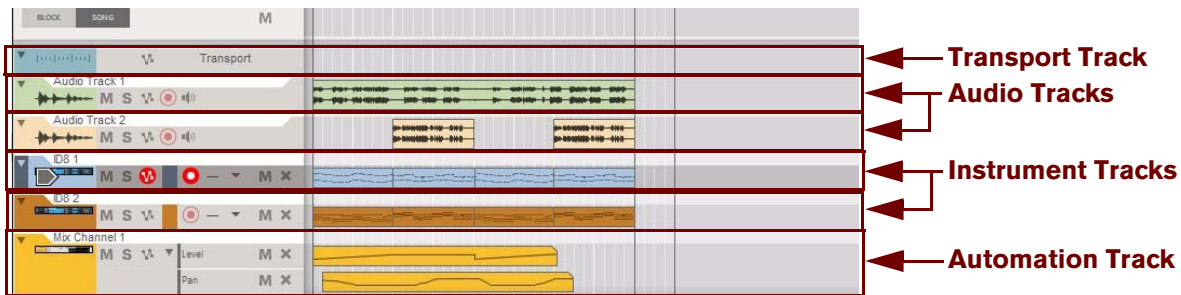 BLOCK SONG M
Transport Transport Track
Audio Track 1
M S Audio Tracks
Audio Track 2
M S
ID8 1
M S M Instrument Tracks
ID8 2
M S M
Mix Channel 1
M S Level M
Automation Track
Pan M